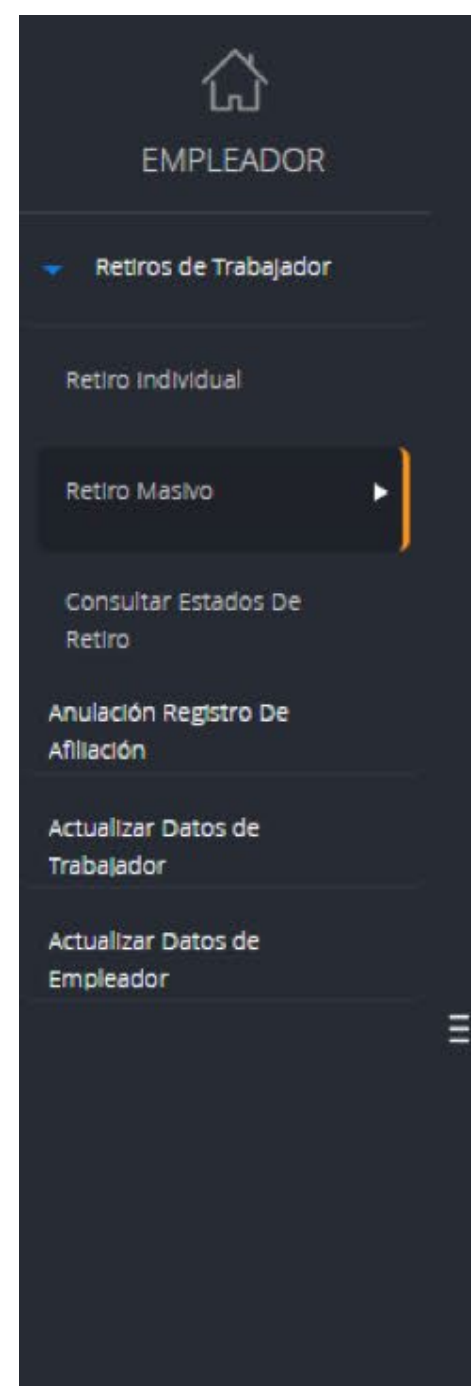 EMPLEADOR
Retiros de Trabajador
Retiro Individual
Retiro Masivo
Consultar Estados De
Retiro
Anulación Registro De
Afiliación
Actualizar Datos de
Trabajador
Actualizar Datos de
Empleador